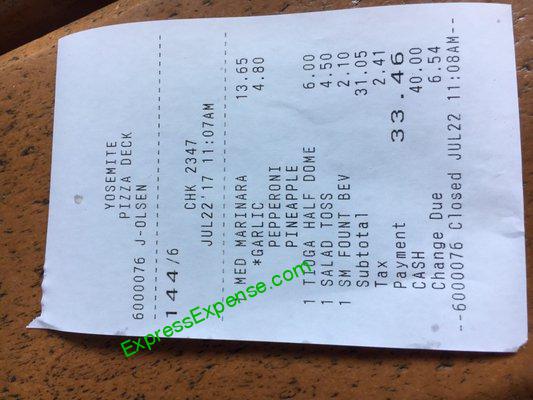 YOSEMITE
PIZZA DECK
6000076 J-OLSEN
144/6
CHK 2347
JUL22'17 11:07AM
MED MARINARA 13.65
*GARLIC 4.80
PEPPERONI
PINEAPPLE
1 TIOGA HALF DOME 6.00
1 SALAD TOSS 4.50
1 SM FOUNT BEV 2.10
Subtotal 31.05
Tax 2.41
Payment 33.46
CASH 40.00
Change Due 6.54
--6000076 Closed JUL22 11:08AM--
ExpressExpense.com